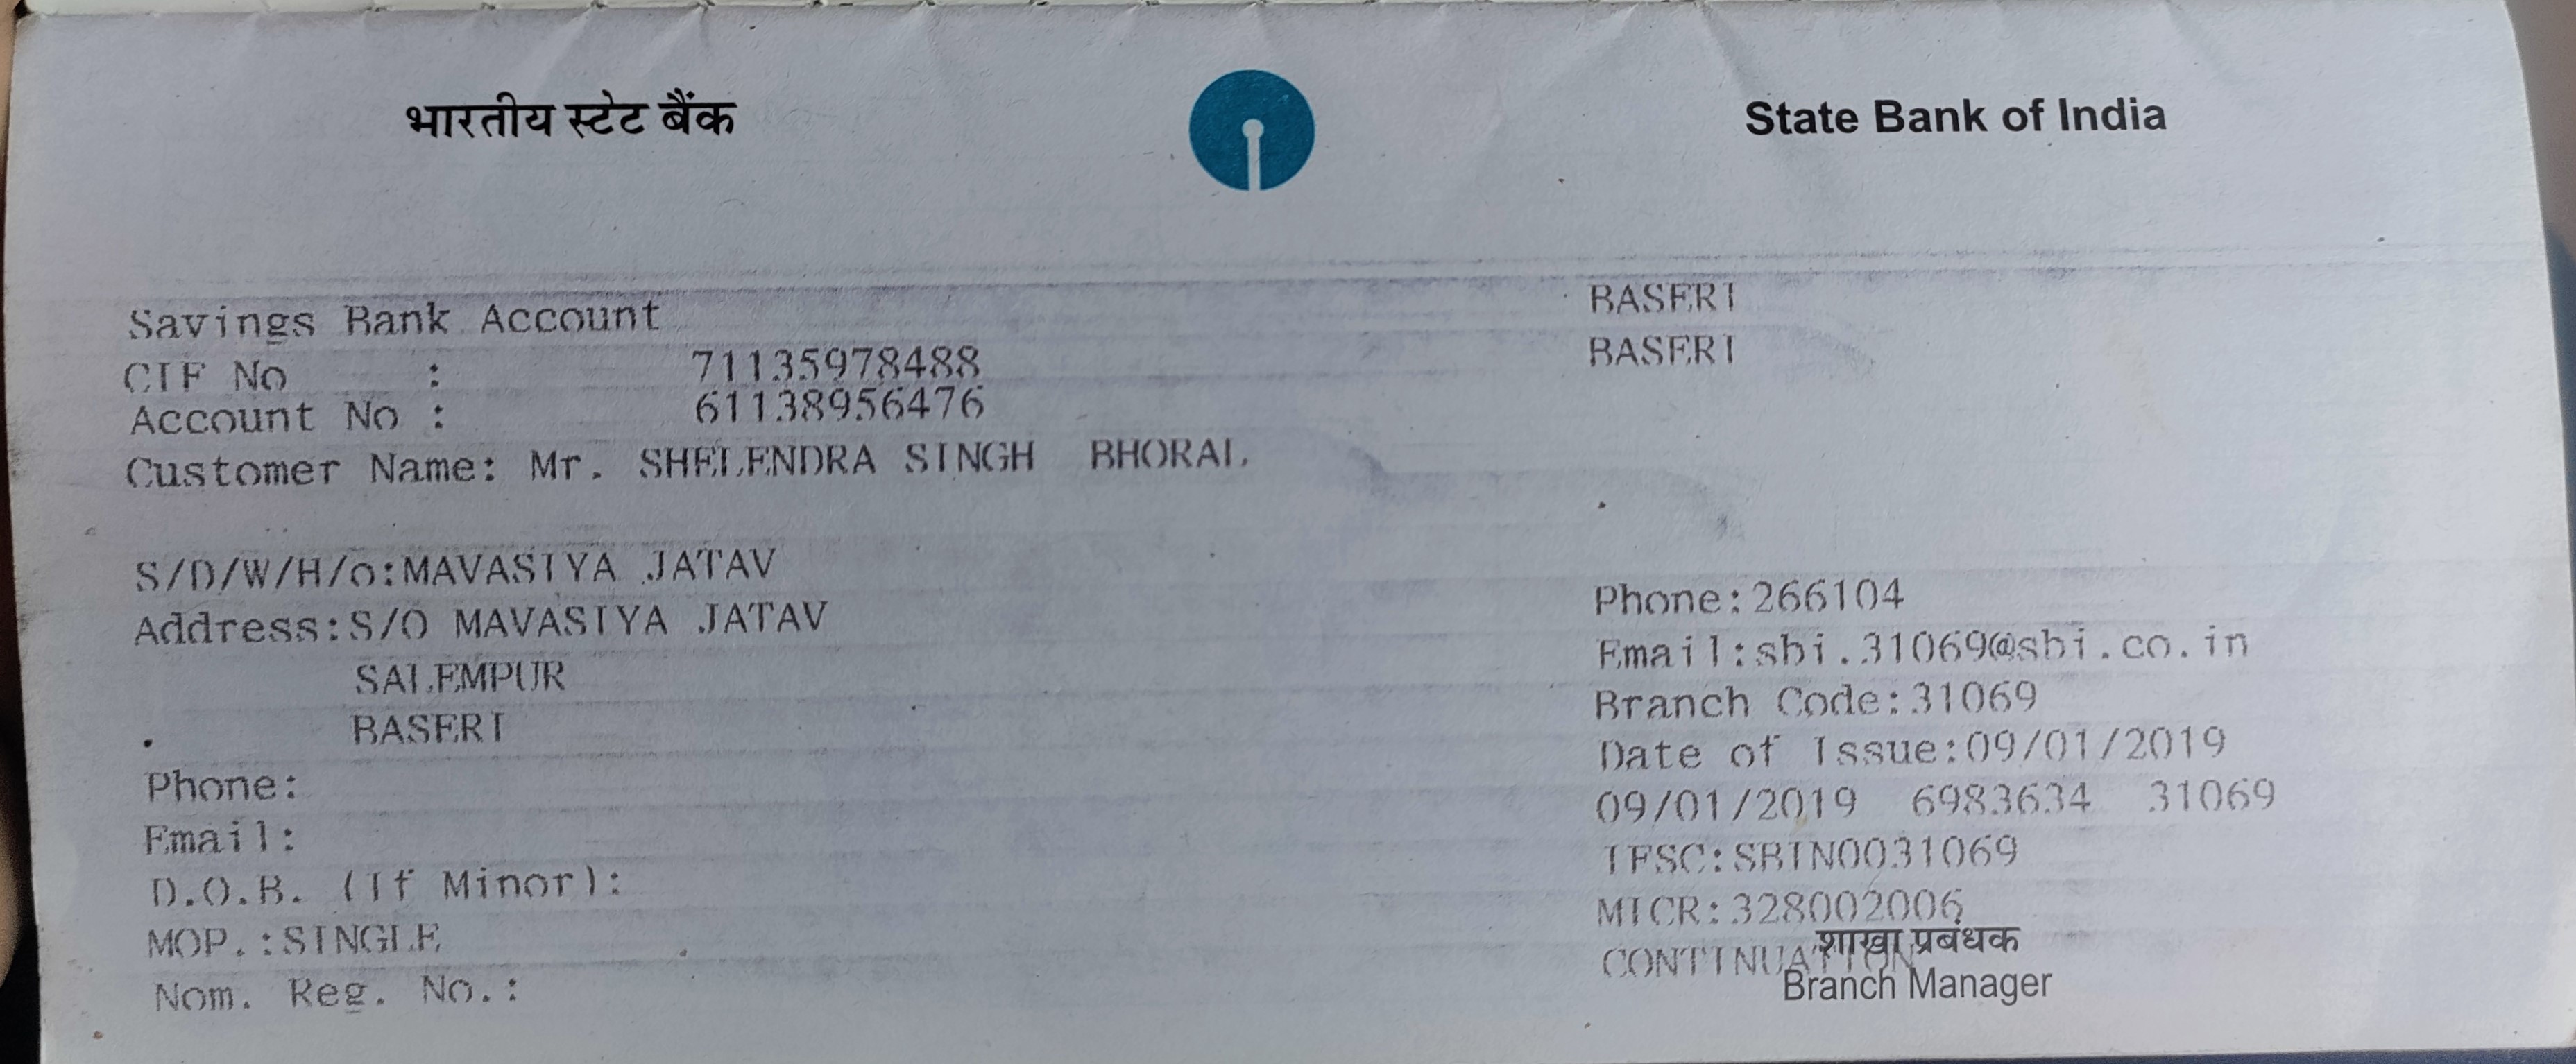 भारतीय स्टेट बैंक
State Bank of India
Savings Bank Account
CIF No : 71135978488
Account No : 61138956476
Customer Name: Mr. SHELENDRA SINGH BHORAL
S/D/W/H/o:MAVASIYA JATAV
Address:S/O MAVASIYA JATAV
SALEMPUR
BASERI
Phone:
Email:
D.O.B. (If Minor):
MOP.:SINGLE
Nom. Reg. No.:
BASERI
BASERI
Phone:266104
Email:sbi.31069@sbi.co.in
Branch Code:31069
Date of Issue:09/01/2019
09/01/2019 6983634 31069
IFSC:SBIN0031069
MICR:328002006
CONTINUATION
शाखा प्रबंधक
Branch Manager